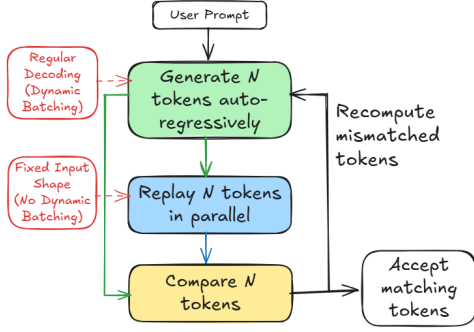 User Prompt
Regular
Decoding
(Dynamic
Batching)
Generate N
tokens auto-
regressively
Recompute
mismatched
tokens
Fixed Input
Shape
(No Dynamic
Batching)
Replay N tokens
in parallel
Compare N
tokens
Accept
matching
tokens